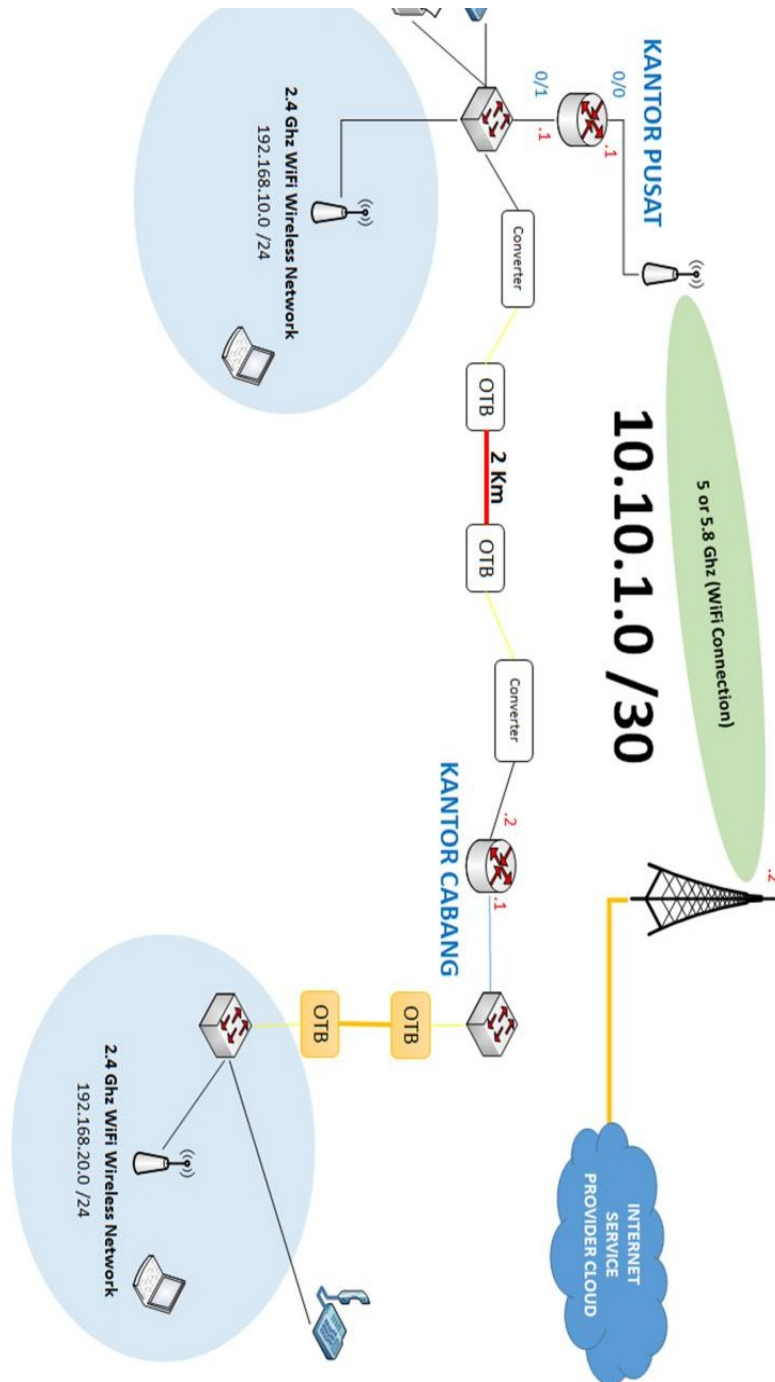 5 or 5.8 Ghz (WiFi Connection)
10.10.1.0 /30
.2
INTERNET
SERVICE
PROVIDER CLOUD
KANTOR PUSAT
0/0
.1
0/1
.1
Converter
OTB
2 Km
OTB
Converter
.2
.1
KANTOR CABANG
2.4 Ghz WiFi Wireless Network
192.168.10.0 /24
OTB
OTB
2.4 Ghz WiFi Wireless Network
192.168.20.0 /24